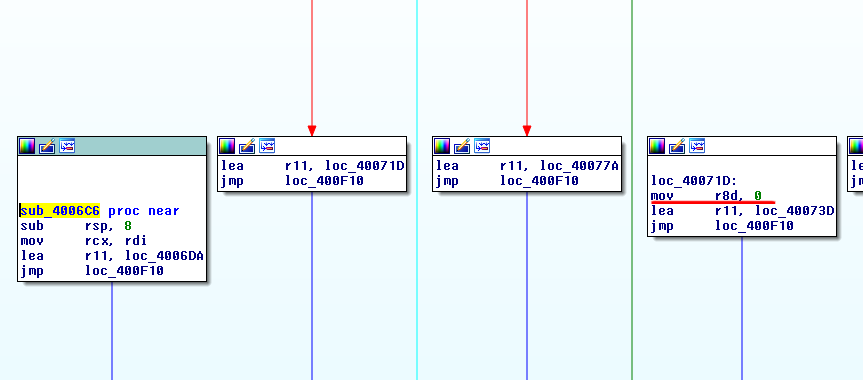 sub_4006C6 proc near
sub rsp, 8
mov rcx, rdi
lea r11, loc_4006DA
jmp loc_400F10
lea r11, loc_40071D
jmp loc_400F10
lea r11, loc_40077A
jmp loc_400F10
loc_40071D:
mov r8d, 0
lea r11, loc_40073D
jmp loc_400F10
le
jm